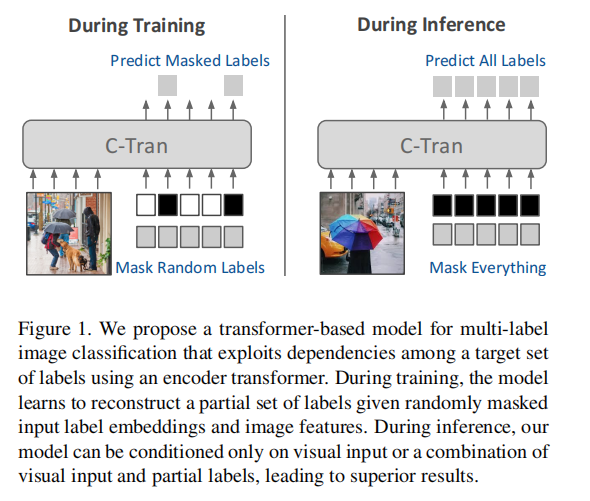 During Training
During Inference
Predict Masked Labels
Predict All Labels
C-Tran
C-Tran
Mask Random Labels
Mask Everything
Figure 1. We propose a transformer-based model for multi-label
image classification that exploits dependencies among a target set
of labels using an encoder transformer. During training, the model
learns to reconstruct a partial set of labels given randomly masked
input label embeddings and image features. During inference, our
model can be conditioned only on visual input or a combination of
visual input and partial labels, leading to superior results.